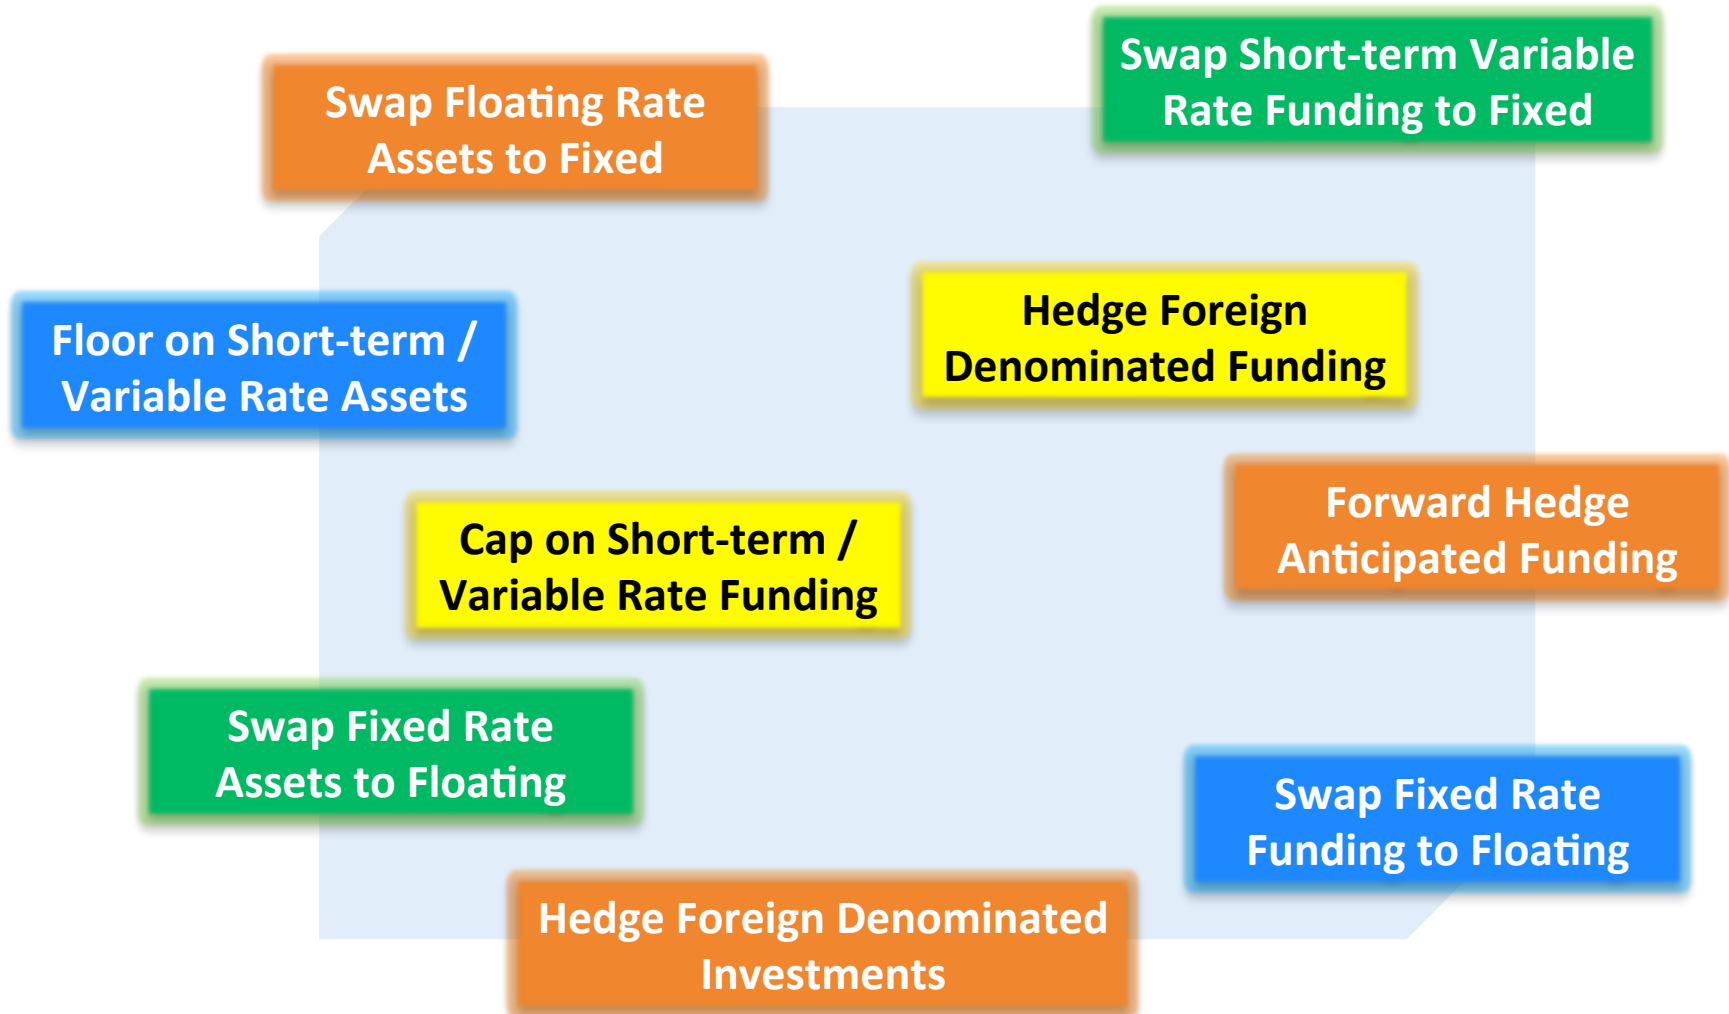 Swap Short-term Variable
Rate Funding to Fixed
Swap Floating Rate
Assets to Fixed
Hedge Foreign
Denominated Funding
Floor on Short-term /
Variable Rate Assets
Forward Hedge
Anticipated Funding
Cap on Short-term /
Variable Rate Funding
Swap Fixed Rate
Assets to Floating
Swap Fixed Rate
Funding to Floating
Hedge Foreign Denominated
Investments